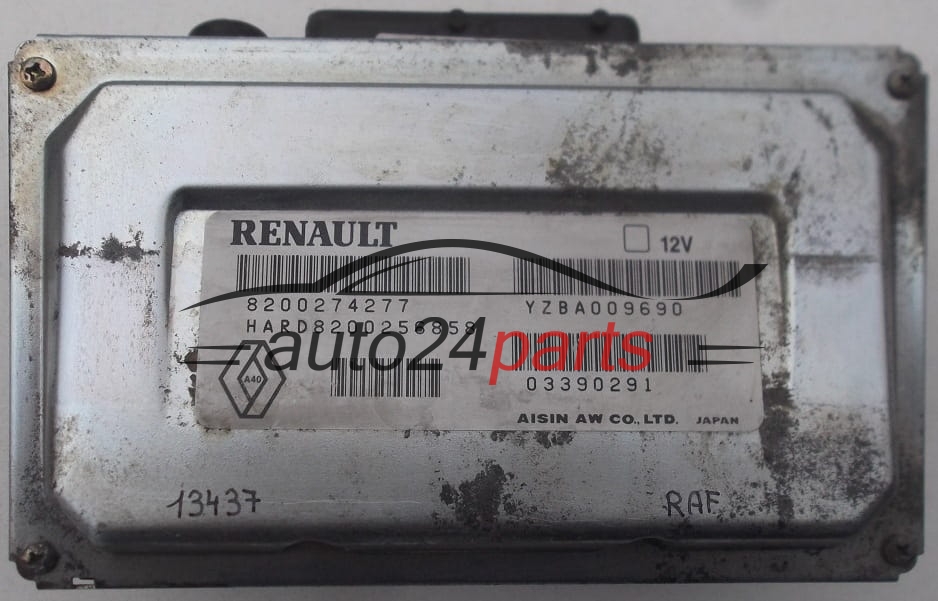 RENAULT
12V
8200274277
YZBA009690
HARD8200256858
auto24parts
A40
03390291
AISIN AW CO., LTD. JAPAN
13437
RAF